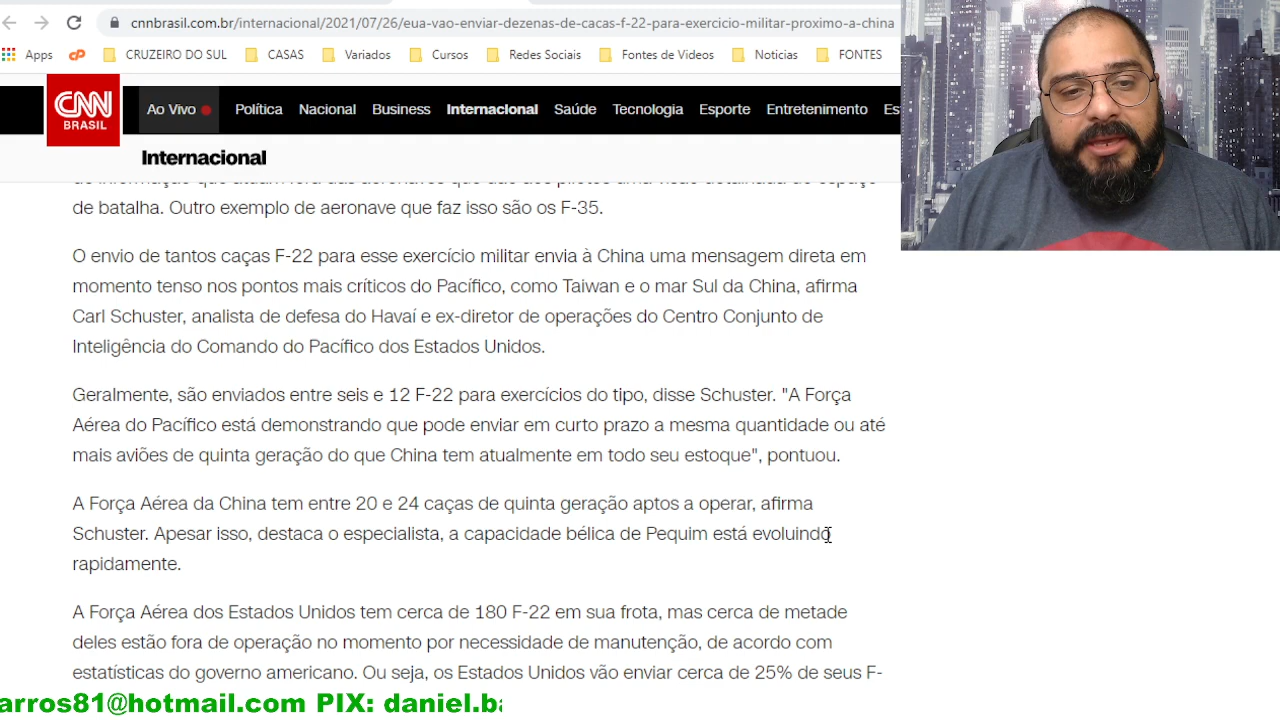 cnnbrasil.com.br/internacional/2021/07/26/eua-vao-enviar-dezenas-de-cacas-f-22-para-exercicio-militar-proximo-a-china
Apps CRUZEIRO DO SUL CASAS Variados Cursos Redes Sociais Fontes de Videos Noticias FONTES
CNN BRASIL
Ao Vivo Política Nacional Business Internacional Saúde Tecnologia Esporte Entretenimento Es
Internacional
de informação que atuam fora das aeronaves que dão aos pilotos uma visão detalhada do espaço
de batalha. Outro exemplo de aeronave que faz isso são os F-35.
O envio de tantos caças F-22 para esse exercício militar envia à China uma mensagem direta em
momento tenso nos pontos mais críticos do Pacífico, como Taiwan e o mar Sul da China, afirma
Carl Schuster, analista de defesa do Havaí e ex-diretor de operações do Centro Conjunto de
Inteligência do Comando do Pacífico dos Estados Unidos.
Geralmente, são enviados entre seis e 12 F-22 para exercícios do tipo, disse Schuster. "A Força
Aérea do Pacífico está demonstrando que pode enviar em curto prazo a mesma quantidade ou até
mais aviões de quinta geração do que China tem atualmente em todo seu estoque", pontuou.
A Força Aérea da China tem entre 20 e 24 caças de quinta geração aptos a operar, afirma
Schuster. Apesar isso, destaca o especialista, a capacidade bélica de Pequim está evoluindo
rapidamente.
A Força Aérea dos Estados Unidos tem cerca de 180 F-22 em sua frota, mas cerca de metade
deles estão fora de operação no momento por necessidade de manutenção, de acordo com
estatísticas do governo americano. Ou seja, os Estados Unidos vão enviar cerca de 25% de seus F-
arros81@hotmail.com PIX: daniel.ba